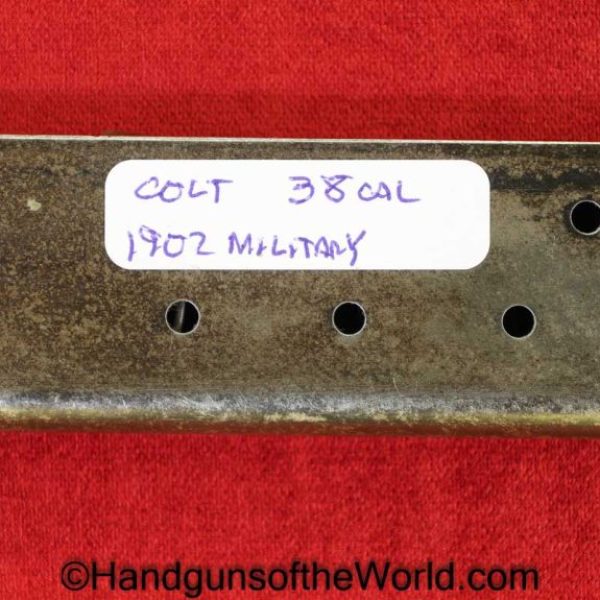 COLT 38 CAL
1902 MILITARY
©HandgunsoftheWorld.com